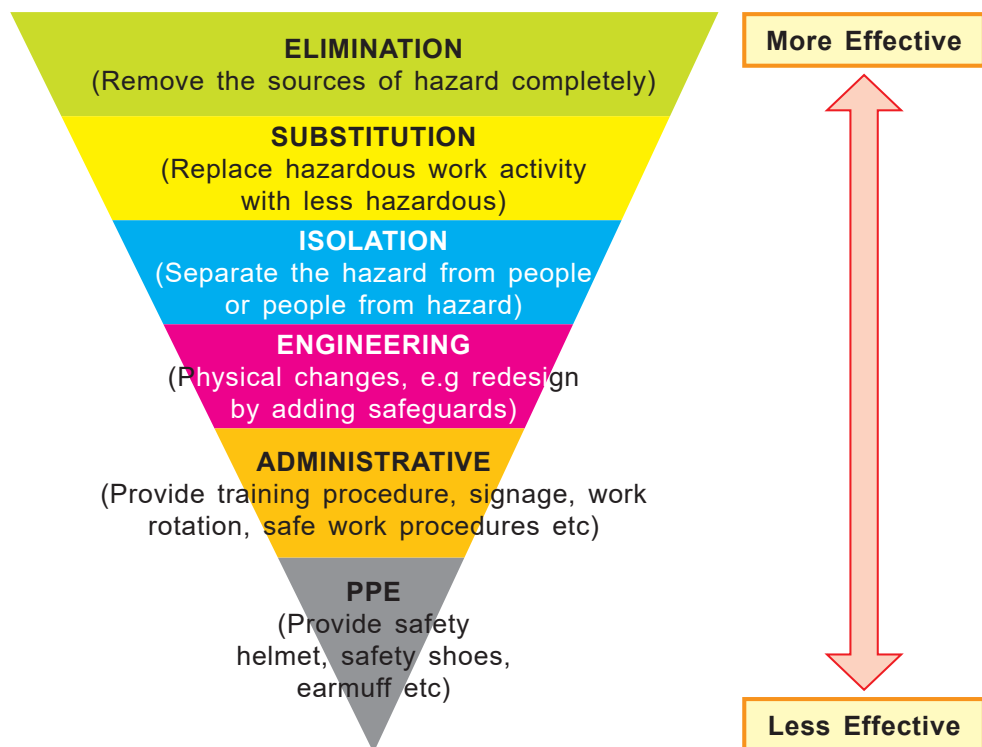 ELIMINATION
(Remove the sources of hazard completely)
SUBSTITUTION
(Replace hazardous work activity
with less hazardous)
ISOLATION
(Separate the hazard from people
or people from hazard)
ENGINEERING
(Physical changes, e.g redesign
by adding safeguards)
ADMINISTRATIVE
(Provide training procedure, signage, work
rotation, safe work procedures etc)
PPE
(Provide safety
helmet, safety shoes,
earmuff etc)
More Effective
Less Effective